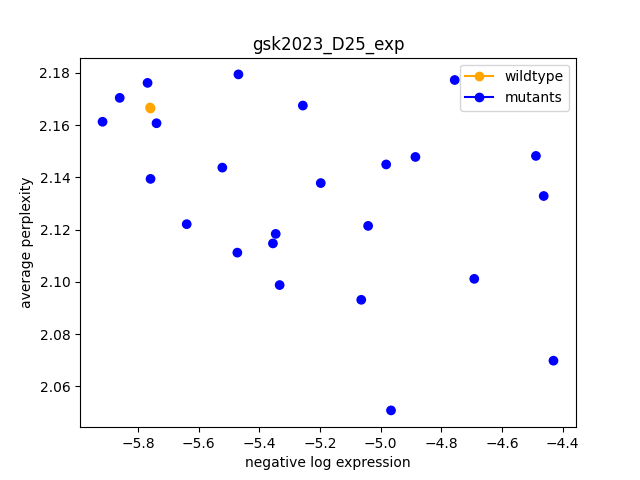 gsk2023_D25_exp
wildtype
mutants
average perplexity
2.18
2.16
2.14
2.12
2.10
2.08
2.06
−5.8 −5.6 −5.4 −5.2 −5.0 −4.8 −4.6 −4.4
negative log expression